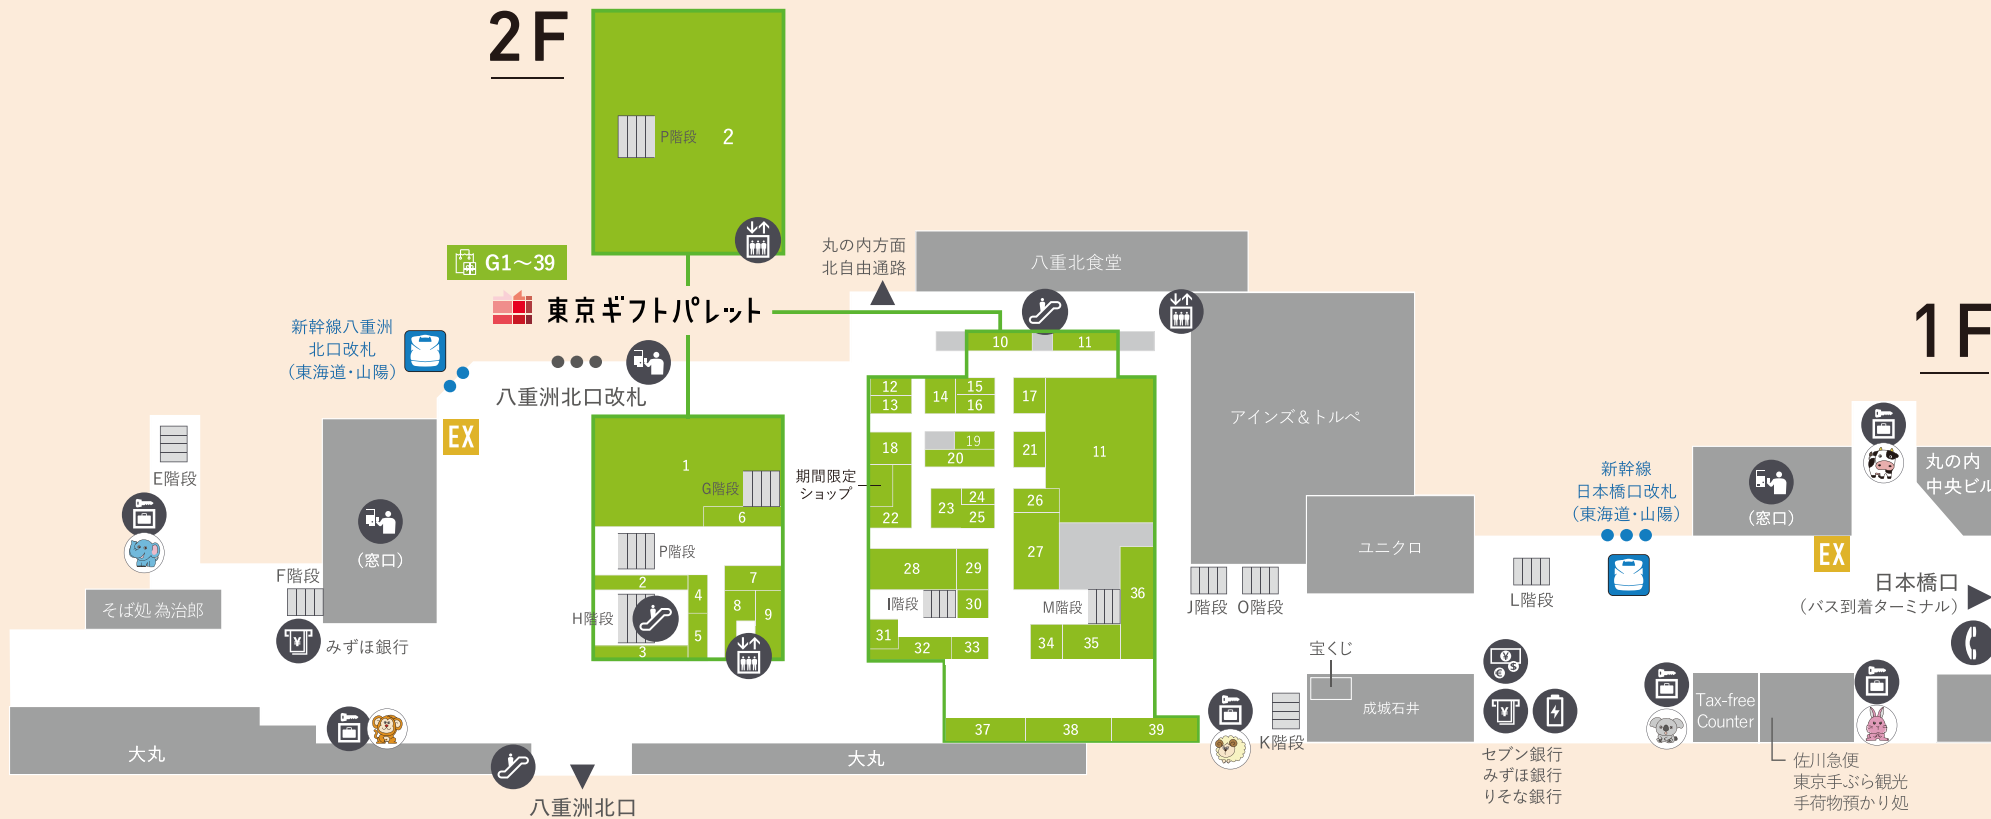 2F
P階段
2
G1〜39
東京ギフトパレット
丸の内方面
北自由通路
八重北食堂
新幹線八重洲
北口改札
(東海道・山陽)
八重洲北口改札
EX
1F
10
11
12
13
14
15
16
17
アインズ&トルペ
18
19
20
21
11
期間限定
ショップ
22
23
24
25
26
27
1
G階段
6
P階段
2
H階段
3
4
5
7
8
9
28
29
I階段
30
31
32
33
M階段
34
35
36
37
38
39
E階段
(窓口)
F階段
そば処 為治郎
みずほ銀行
大丸
八重洲北口
大丸
ユニクロ
J階段
O階段
L階段
K階段
宝くじ
成城石井
セブン銀行
みずほ銀行
りそな銀行
新幹線
日本橋口改札
(東海道・山陽)
(窓口)
EX
丸の内
中央ビル
日本橋口
(バス到着ターミナル)
Tax-free
Counter
佐川急便
東京手ぶら観光
手荷物預かり処